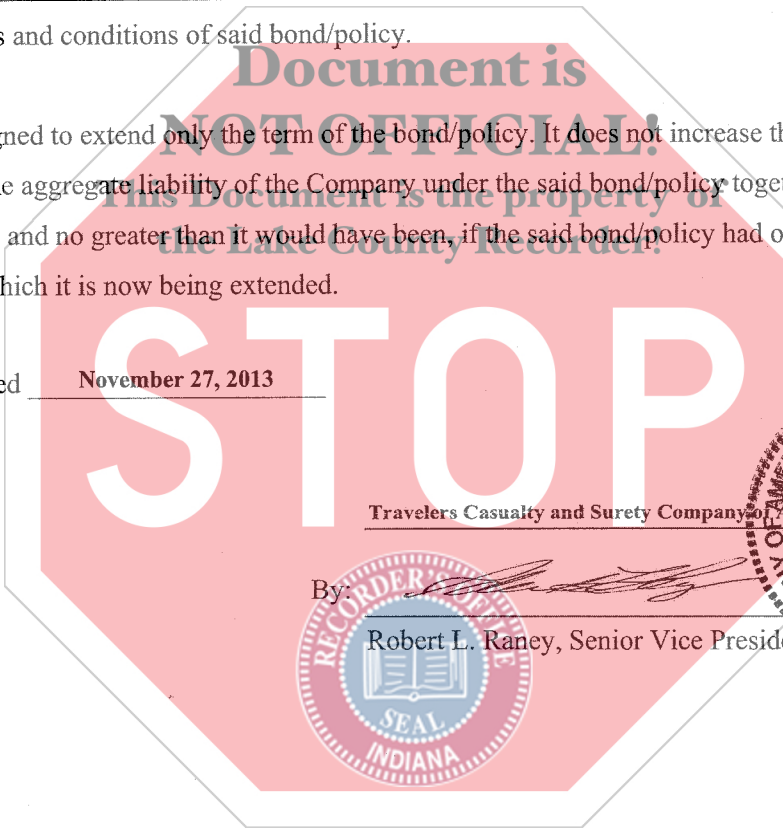 s and conditions of said bond/policy.
Document is
NOT OFFICIAL!
gned to extend only the term of the bond/policy. It does not increase th
e aggregate liability of the Company under the said bond/policy toge
This Document is the property of
and no greater than it would have been, if the said bond/policy had o
the Lake County Recorder!
hich it is now being extended.
STOP
ed November 27, 2013
Travelers Casualty and Surety Company of A
Y OF AME
By:
Robert L. Raney, Senior Vice Preside
RECORDER'S OFFICE
SEAL
INDIANA